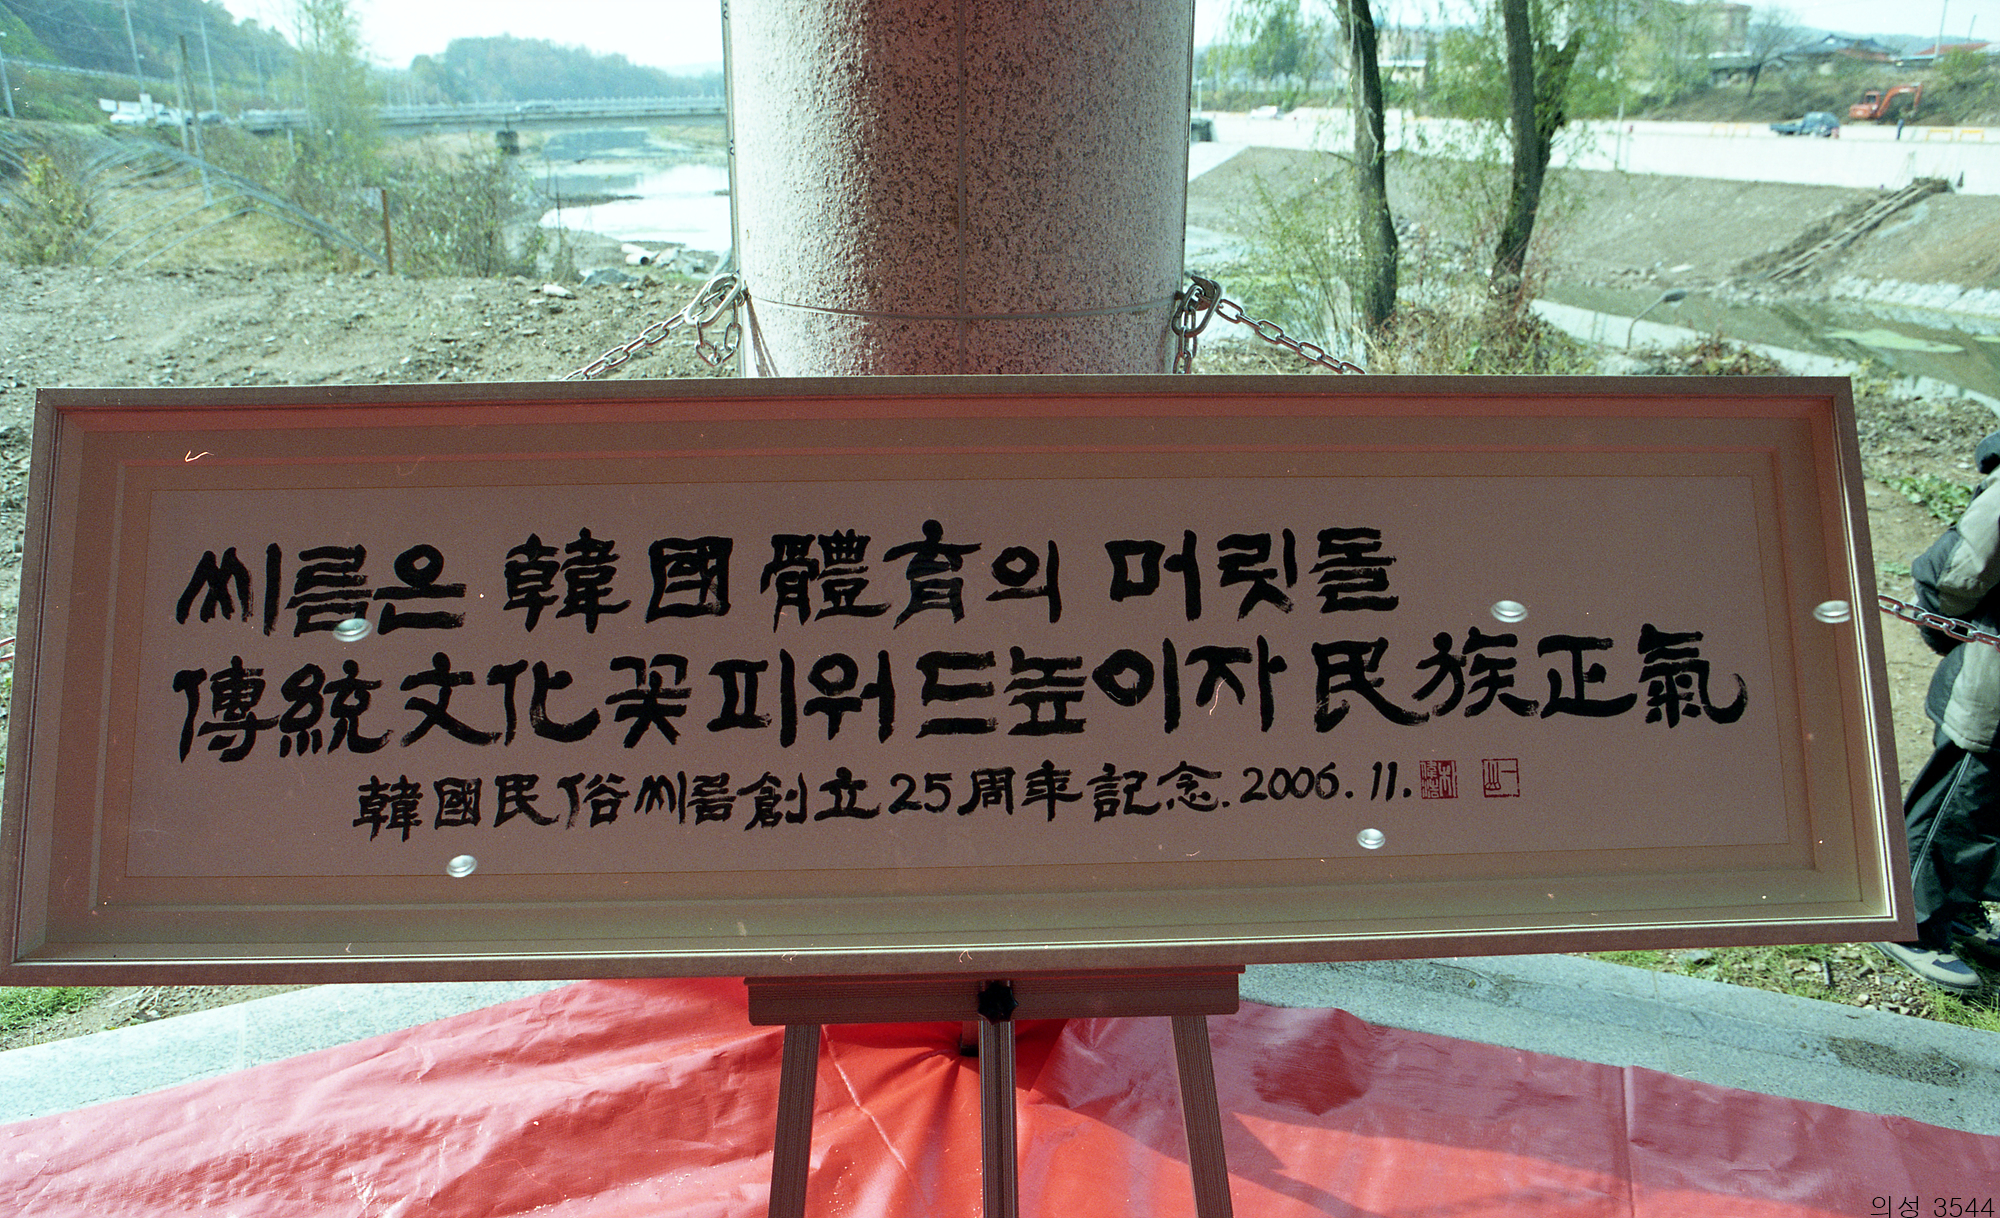 씨름은 韓國 體育의 머릿돌
傳統文化꽃피워드높이자民族正氣
韓國民俗씨름創立25周年記念. 2006. 11.
의성 3544